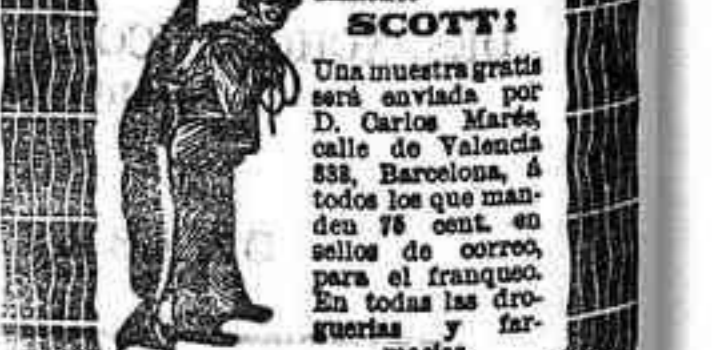 SCOTT:
Una muestra gratis
será enviada por
D. Carlos Marés,
calle de Valencia
333, Barcelona, á
todos los que man-
den 75 cent. en
sellos de correo,
para el franqueo.
En todas las dro-
guerías y far-